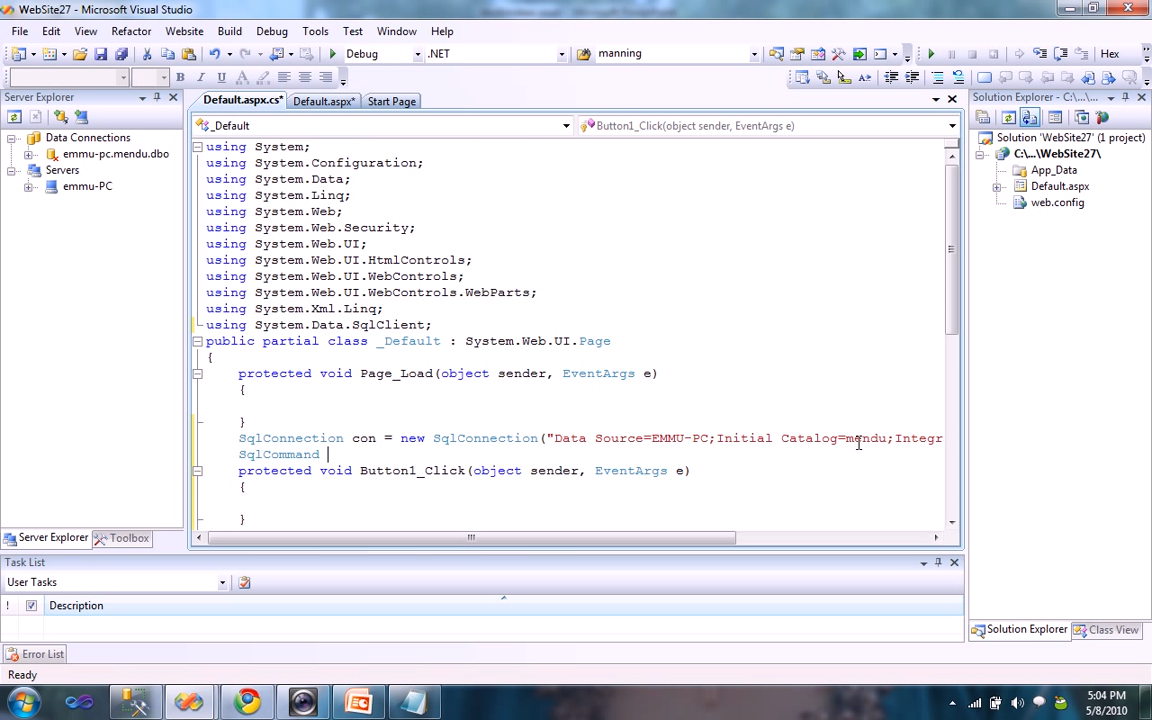 WebSite27 - Microsoft Visual Studio
File Edit View Refactor Website Build Debug Tools Test Window Help
Debug .NET manning Hex
Server Explorer
Default.aspx.cs* Default.aspx* Start Page
Solution Explorer - C:\...\...
_Default Button1_Click(object sender, EventArgs e)
Data Connections
emmu-pc.mendu.dbo
Servers
emmu-PC
using System;
using System.Configuration;
using System.Data;
using System.Linq;
using System.Web;
using System.Web.Security;
using System.Web.UI;
using System.Web.UI.HtmlControls;
using System.Web.UI.WebControls;
using System.Web.UI.WebControls.WebParts;
using System.Xml.Linq;
using System.Data.SqlClient;
public partial class _Default : System.Web.UI.Page
{
protected void Page_Load(object sender, EventArgs e)
{
}
SqlConnection con = new SqlConnection("Data Source=EMMU-PC;Initial Catalog=mendu;Integr
SqlCommand
protected void Button1_Click(object sender, EventArgs e)
{
}
Solution 'WebSite27' (1 project)
C:\...\WebSite27\
App_Data
Default.aspx
web.config
Server Explorer Toolbox
Task List
User Tasks
! Description
Solution Explorer Class View
Error List
Ready
5:04 PM
5/8/2010